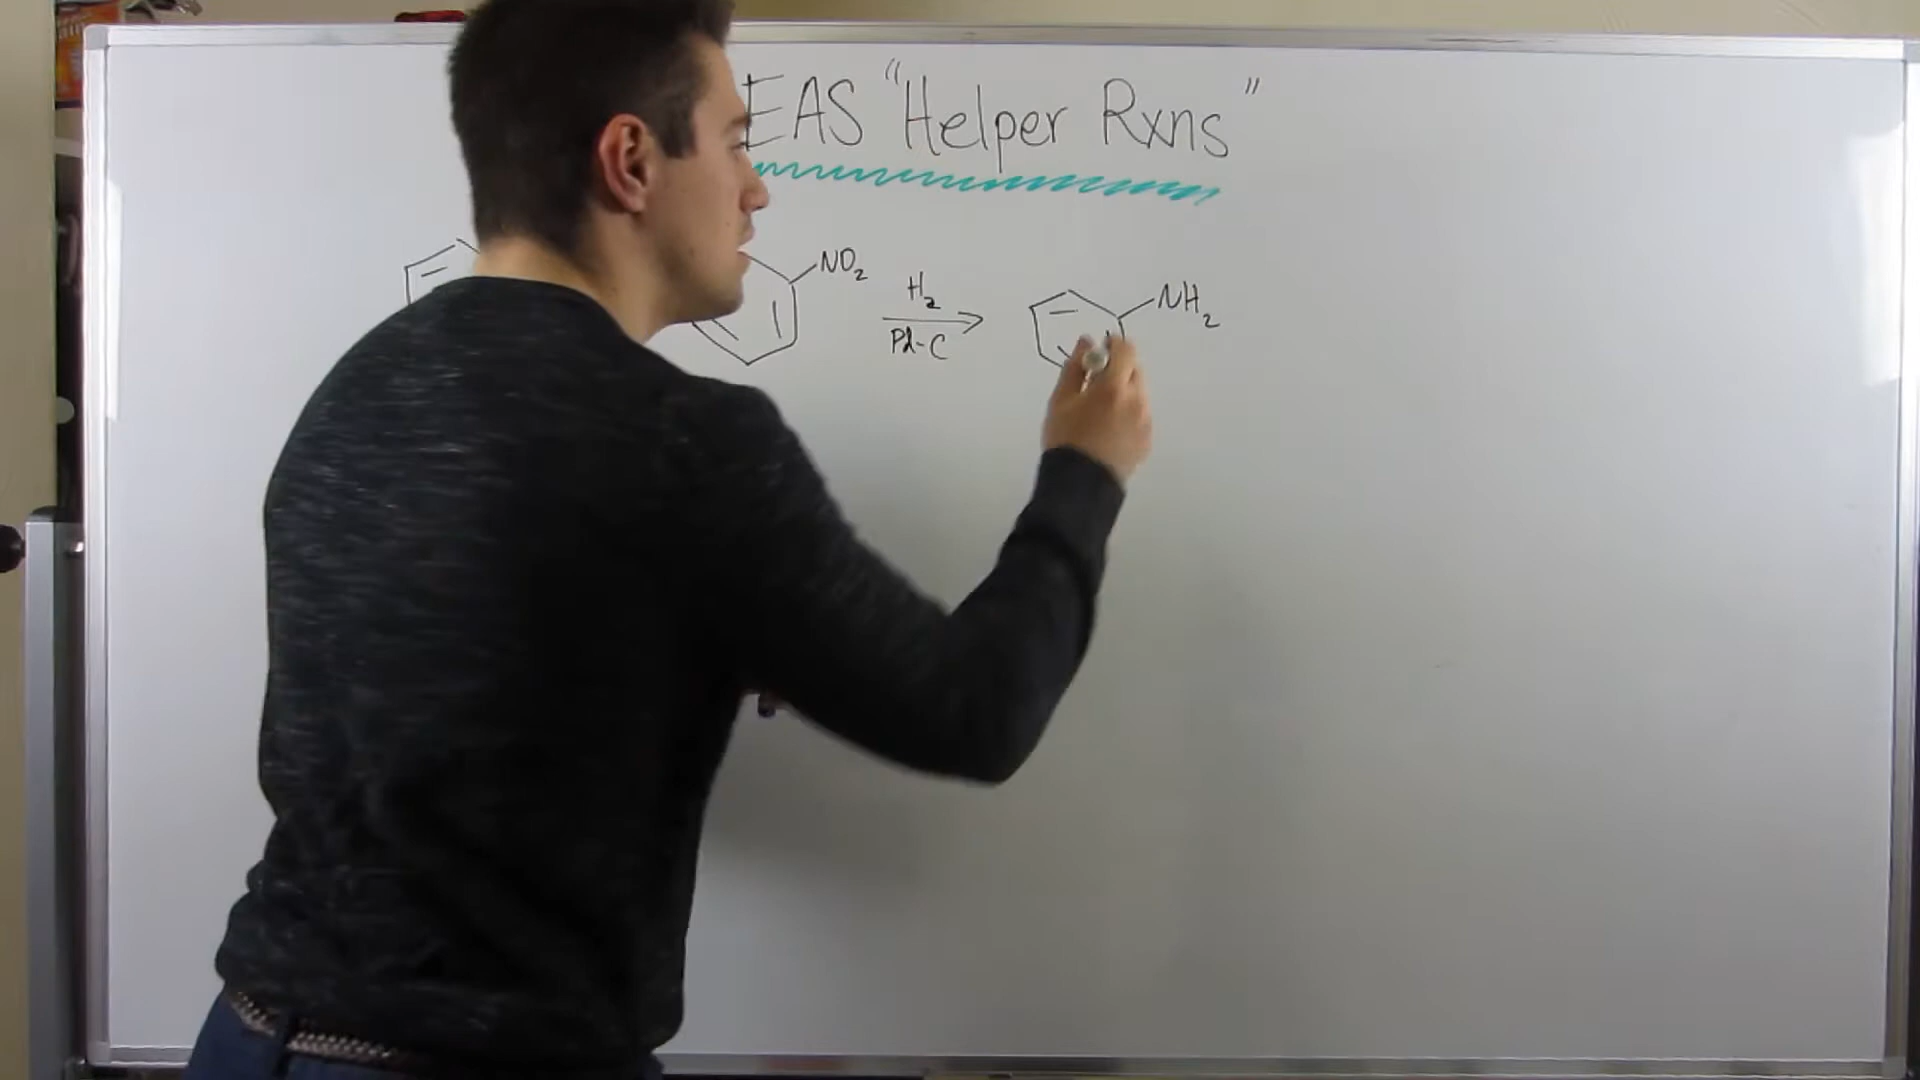 EAS "Helper Rxns"
NO2
H2
Pd-C
NH2